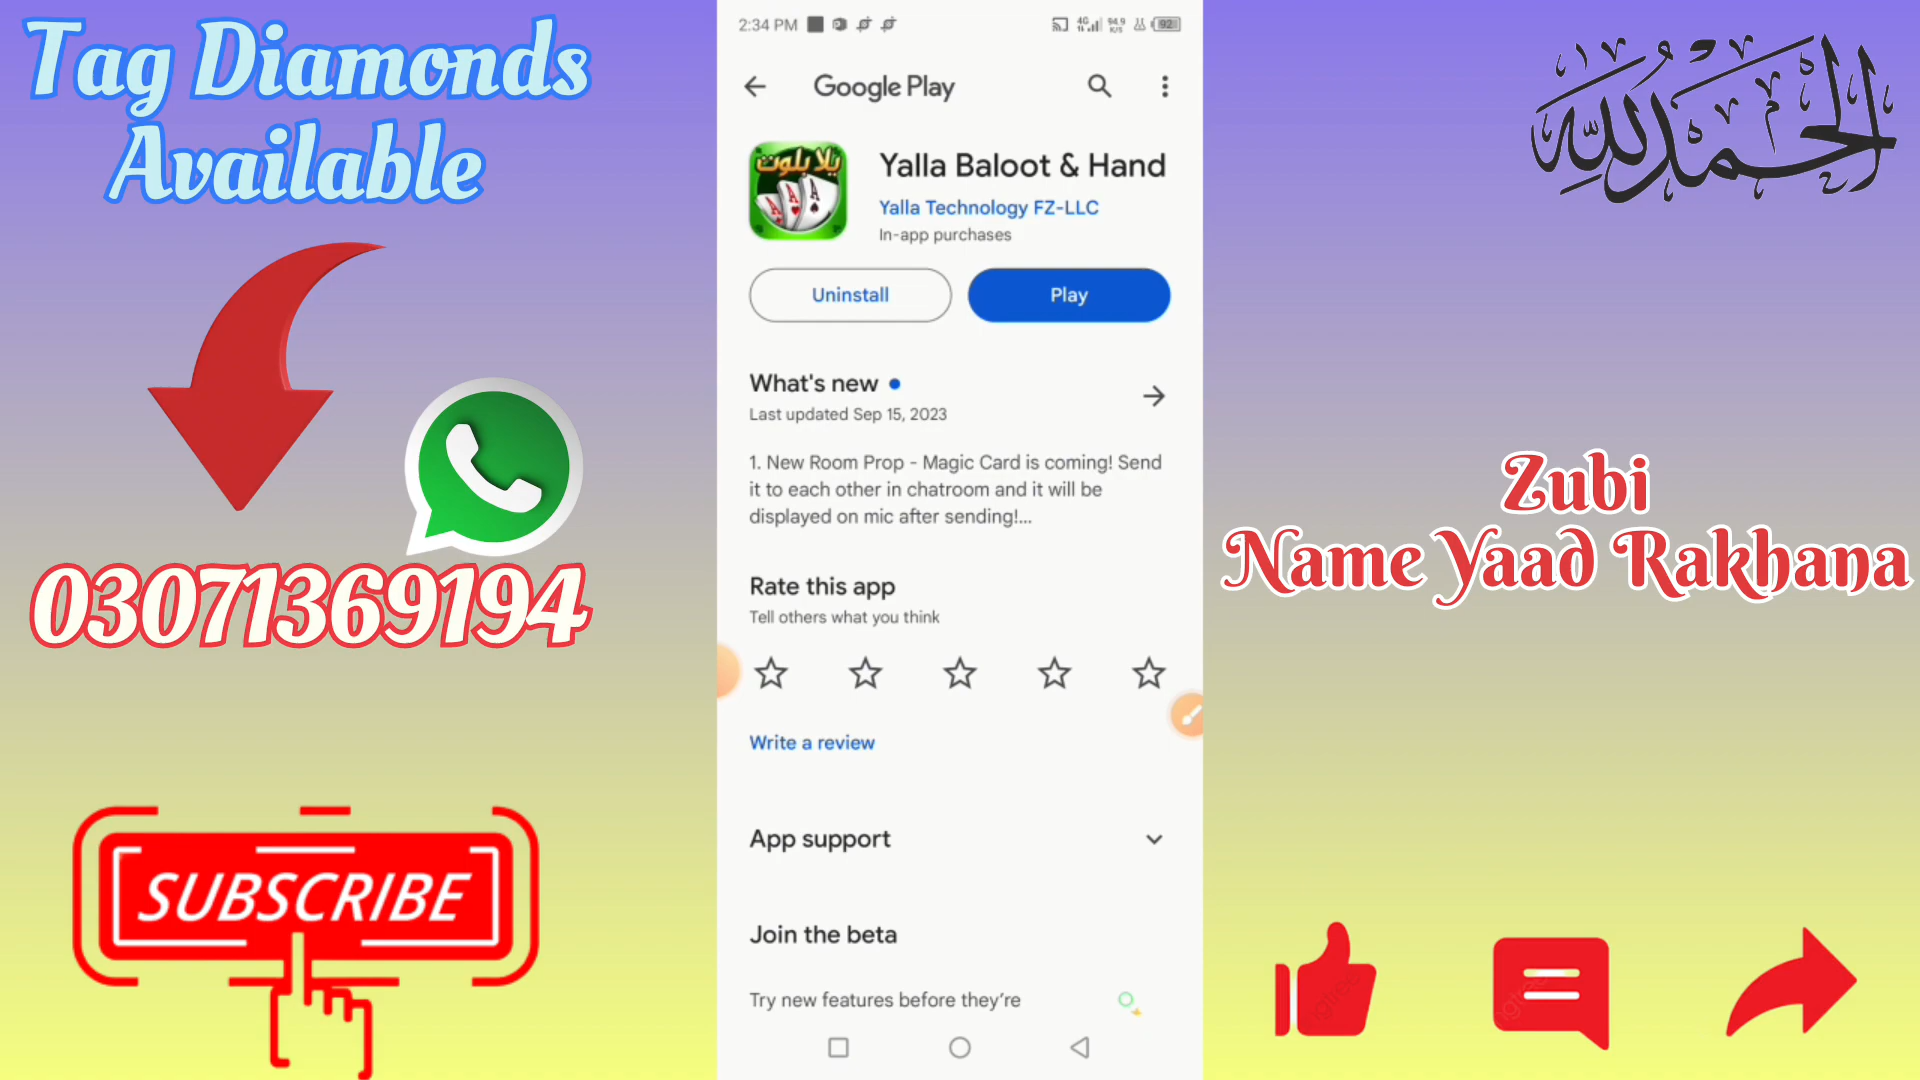 Tag Diamonds
Available
03071369194
SUBSCRIBE
2:34 PM
4G
94.9
K/S
92
Google Play
يلا بلوت
A
A
A
Yalla Baloot & Hand
Yalla Technology FZ-LLC
In-app purchases
Uninstall
Play
What's new
Last updated Sep 15, 2023
1. New Room Prop - Magic Card is coming! Send
it to each other in chatroom and it will be
displayed on mic after sending!...
Rate this app
Tell others what you think
Write a review
App support
Join the beta
Try new features before they're
الحمد لله
Zubi
Name Yaad Rakhana